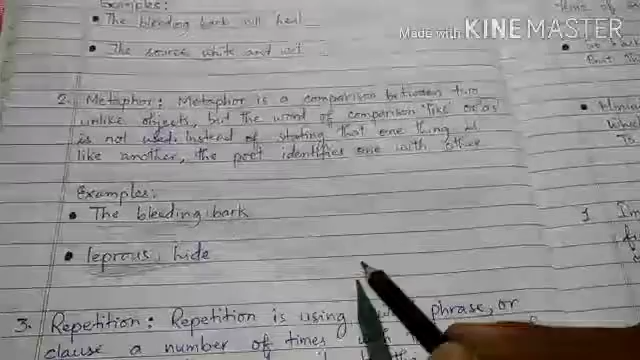 Examples:
• The bleeding bark will heal
• The source white and wet
Made with KINEMASTER
2. Metaphor: Metaphor is a comparison between two
unlike objects, but the word of comparison like or as
is not used. Instead of stating that one thing is
like another, the poet identifies one with other
Examples:
• The bleeding bark
• leprous hide
3. Repetition: Repetition is using phrase, or
clause a number of times with